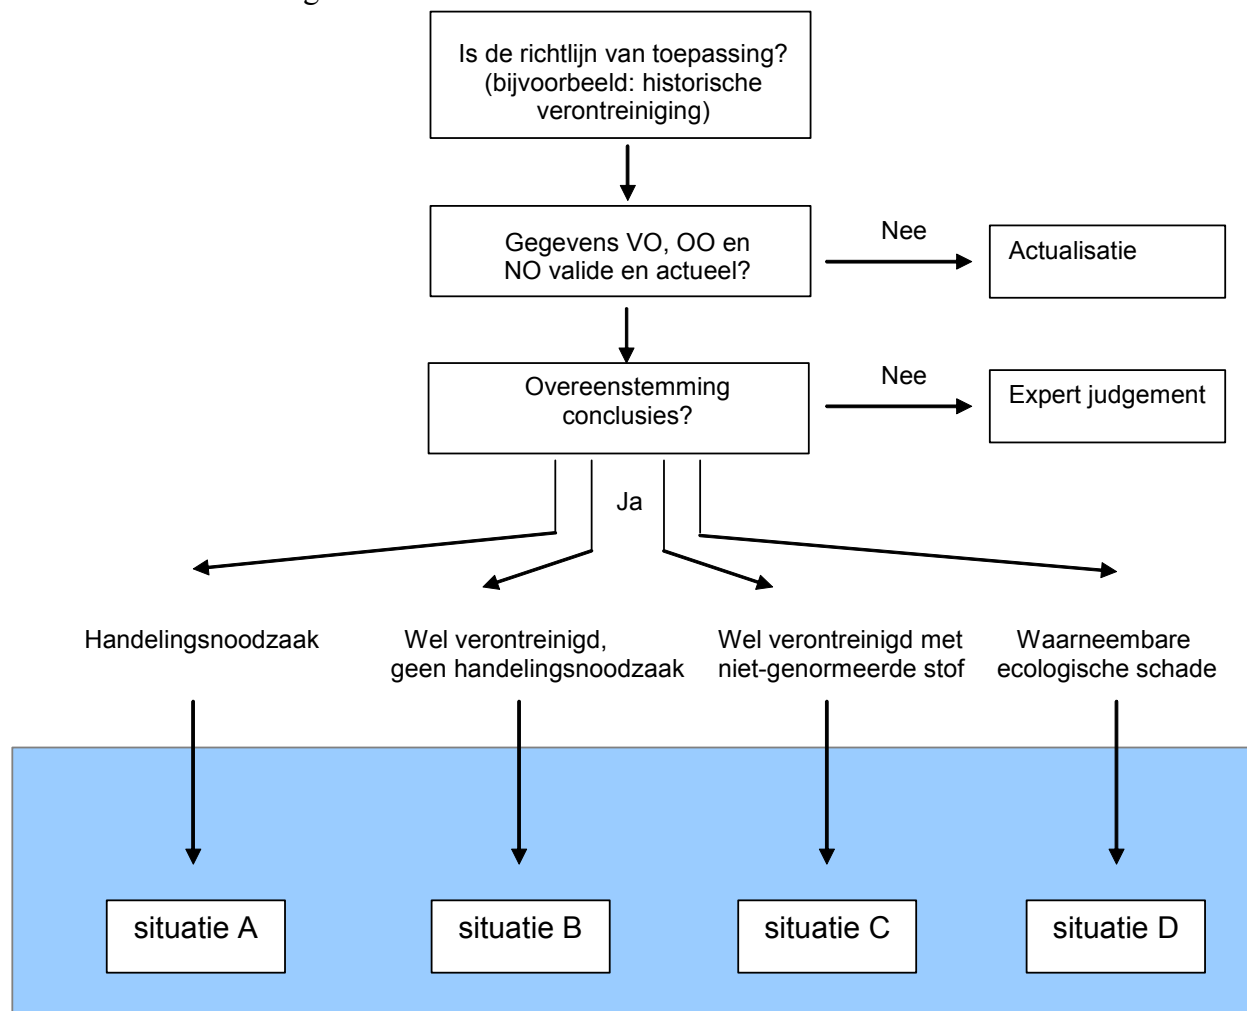 Is de richtlijn van toepassing?
(bijvoorbeeld: historische
verontreiniging)
Gegevens VO, OO en
NO valide en actueel?
Nee
Actualisatie
Overeenstemming
conclusies?
Nee
Expert judgement
Ja
Handelingsnoodzaak
Wel verontreinigd,
geen handelingsnoodzaak
Wel verontreinigd met
niet-genormeerde stof
Waarneembare
ecologische schade
situatie A
situatie B
situatie C
situatie D